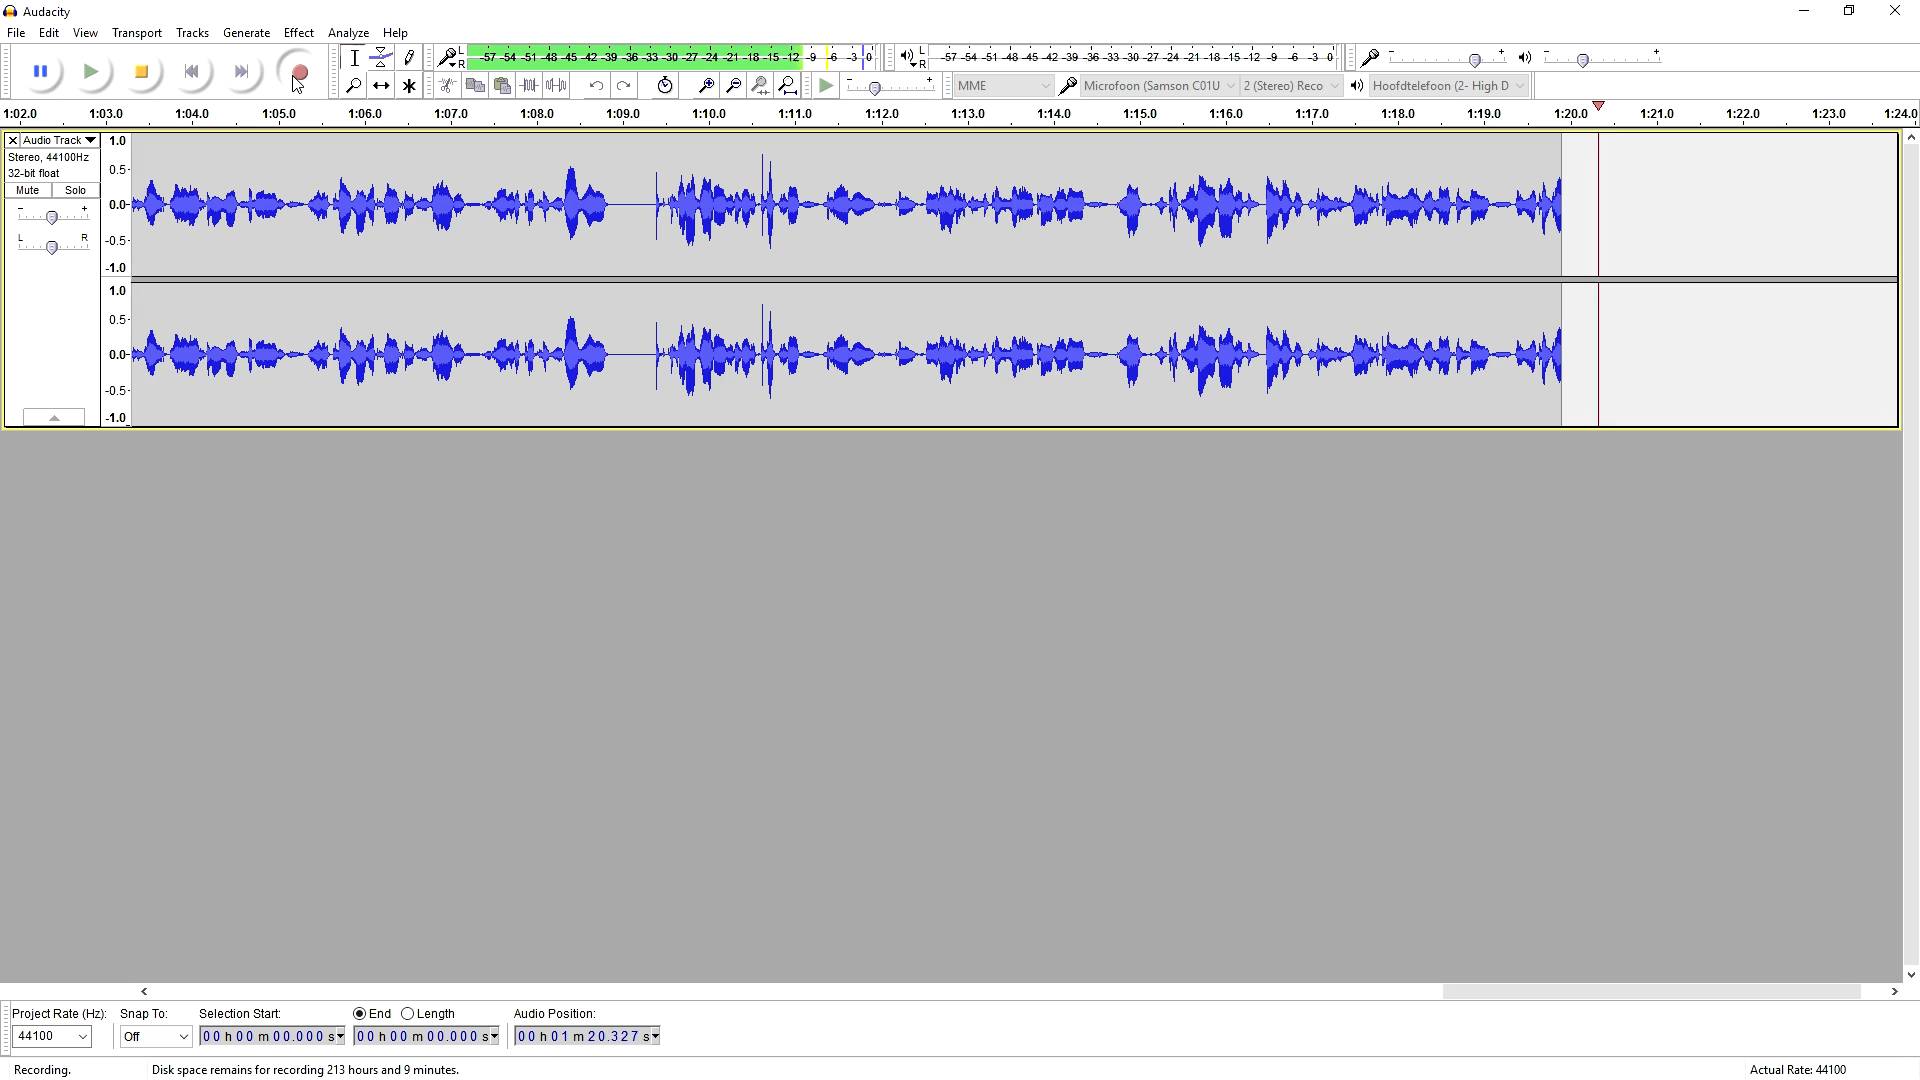 Audacity
File Edit View Transport Tracks Generate Effect Analyze Help
L R -57 -54 -51 -48 -45 -42 -39 -36 -33 -30 -27 -24 -21 -18 -15 -12 -9 -6 -3 0
L R -57 -54 -51 -48 -45 -42 -39 -36 -33 -30 -27 -24 -21 -18 -15 -12 -9 -6 -3 0
- + - +
- + MME Microfoon (Samson C01U 2 (Stereo) Reco Hoofdtelefoon (2- High D
1:02.0 1:03.0 1:04.0 1:05.0 1:06.0 1:07.0 1:08.0 1:09.0 1:10.0 1:11.0 1:12.0 1:13.0 1:14.0 1:15.0 1:16.0 1:17.0 1:18.0 1:19.0 1:20.0 1:21.0 1:22.0 1:23.0 1:24.0
X Audio Track
Stereo, 44100Hz
32-bit float
Mute Solo
- +
L R
1.0
0.5
0.0
-0.5
-1.0
1.0
0.5
0.0
-0.5
-1.0
Project Rate (Hz): Snap To: Selection Start: End Length Audio Position:
44100 Off 00 h 00 m 00.000 s 00 h 00 m 00.000 s 00 h 01 m 20.327 s
Recording. Disk space remains for recording 213 hours and 9 minutes. Actual Rate: 44100